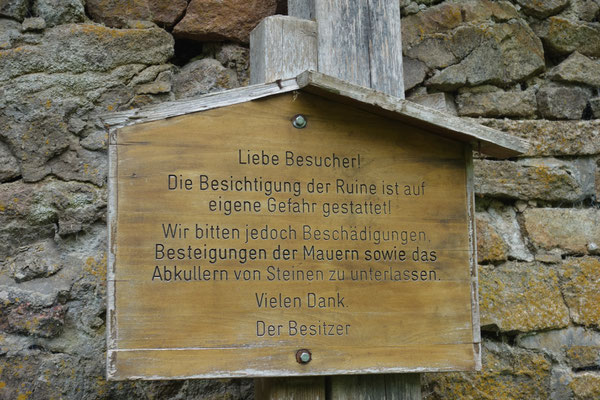 Liebe Besucher!
Die Besichtigung der Ruine ist auf
eigene Gefahr gestattet!
Wir bitten jedoch Beschädigungen,
Besteigungen der Mauern sowie das
Abkullern von Steinen zu unterlassen.
Vielen Dank.
Der Besitzer